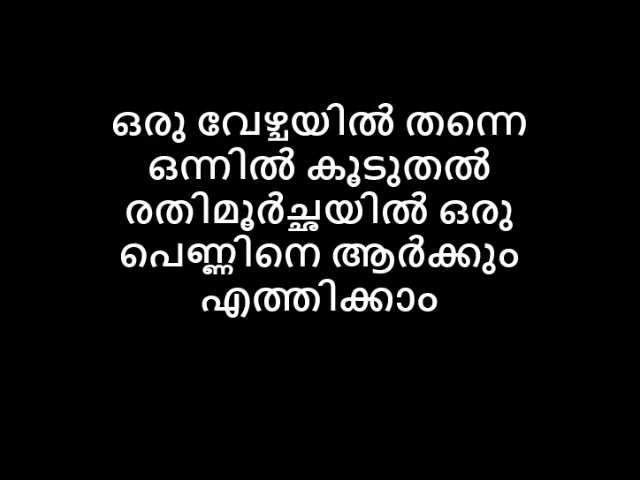 ഒരു വേഴ്ചയിൽ തന്നെ
ഒന്നിൽ കൂടുതൽ
രതിമൂർച്ഛയിൽ ഒരു
പെണ്ണിനെ ആർക്കും
എത്തിക്കാം